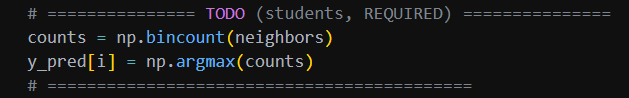 # =============== TODO (students, REQUIRED) ===============
counts = np.bincount(neighbors)
y_pred[i] = np.argmax(counts)
# ===========================================